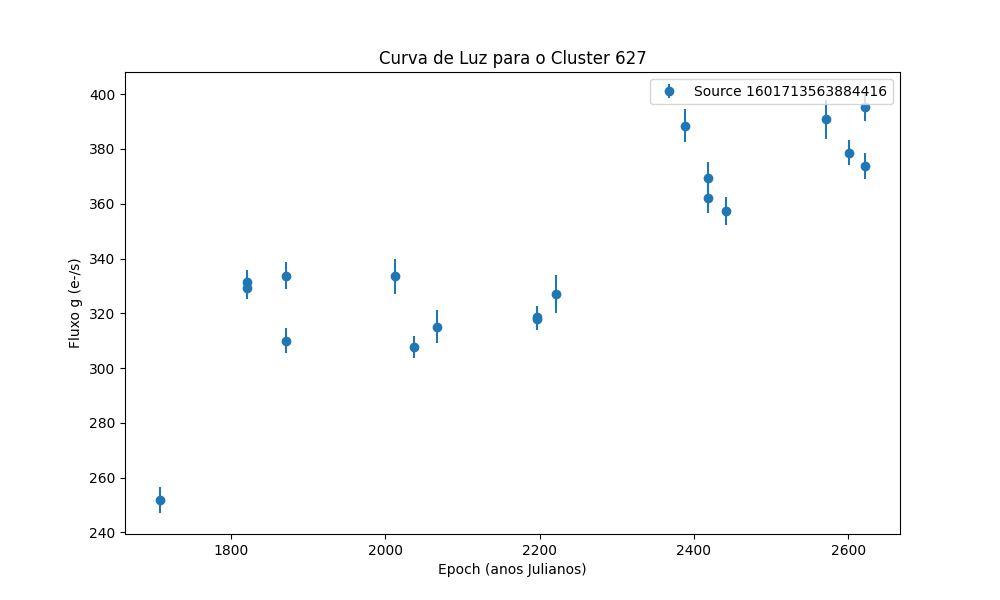 Curva de Luz para o Cluster 627
Source 1601713563884416
400
380
360
340
320
300
280
260
240
Fluxo g (e-/s)
1800 2000 2200 2400 2600
Epoch (anos Julianos)